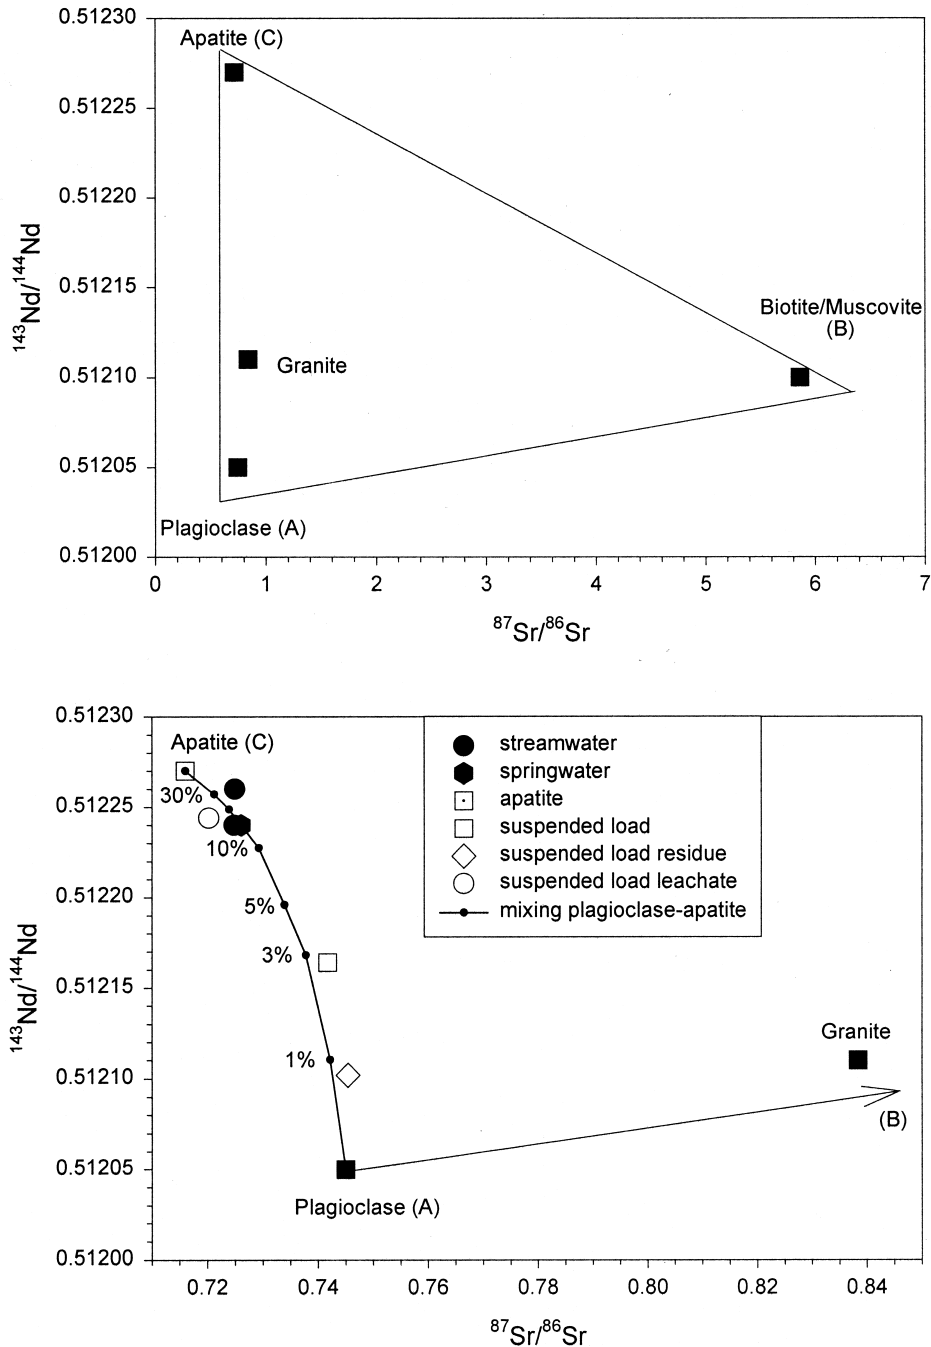 0.51230
Apatite (C)
0.51225
0.51220
0.51215
Biotite/Muscovite
(B)
Granite
0.51210
0.51205
Plagioclase (A)
0.51200
0 1 2 3 4 5 6 7
⁸⁷Sr/⁸⁶Sr
¹⁴³Nd/¹⁴⁴Nd
0.51230
Apatite (C)
streamwater
springwater
apatite
suspended load
suspended load residue
suspended load leachate
mixing plagioclase-apatite
30%
0.51225
10%
0.51220
5%
3%
0.51215
Granite
1%
0.51210
(B)
0.51205
Plagioclase (A)
0.51200
0.72 0.74 0.76 0.78 0.80 0.82 0.84
⁸⁷Sr/⁸⁶Sr
¹⁴³Nd/¹⁴⁴Nd